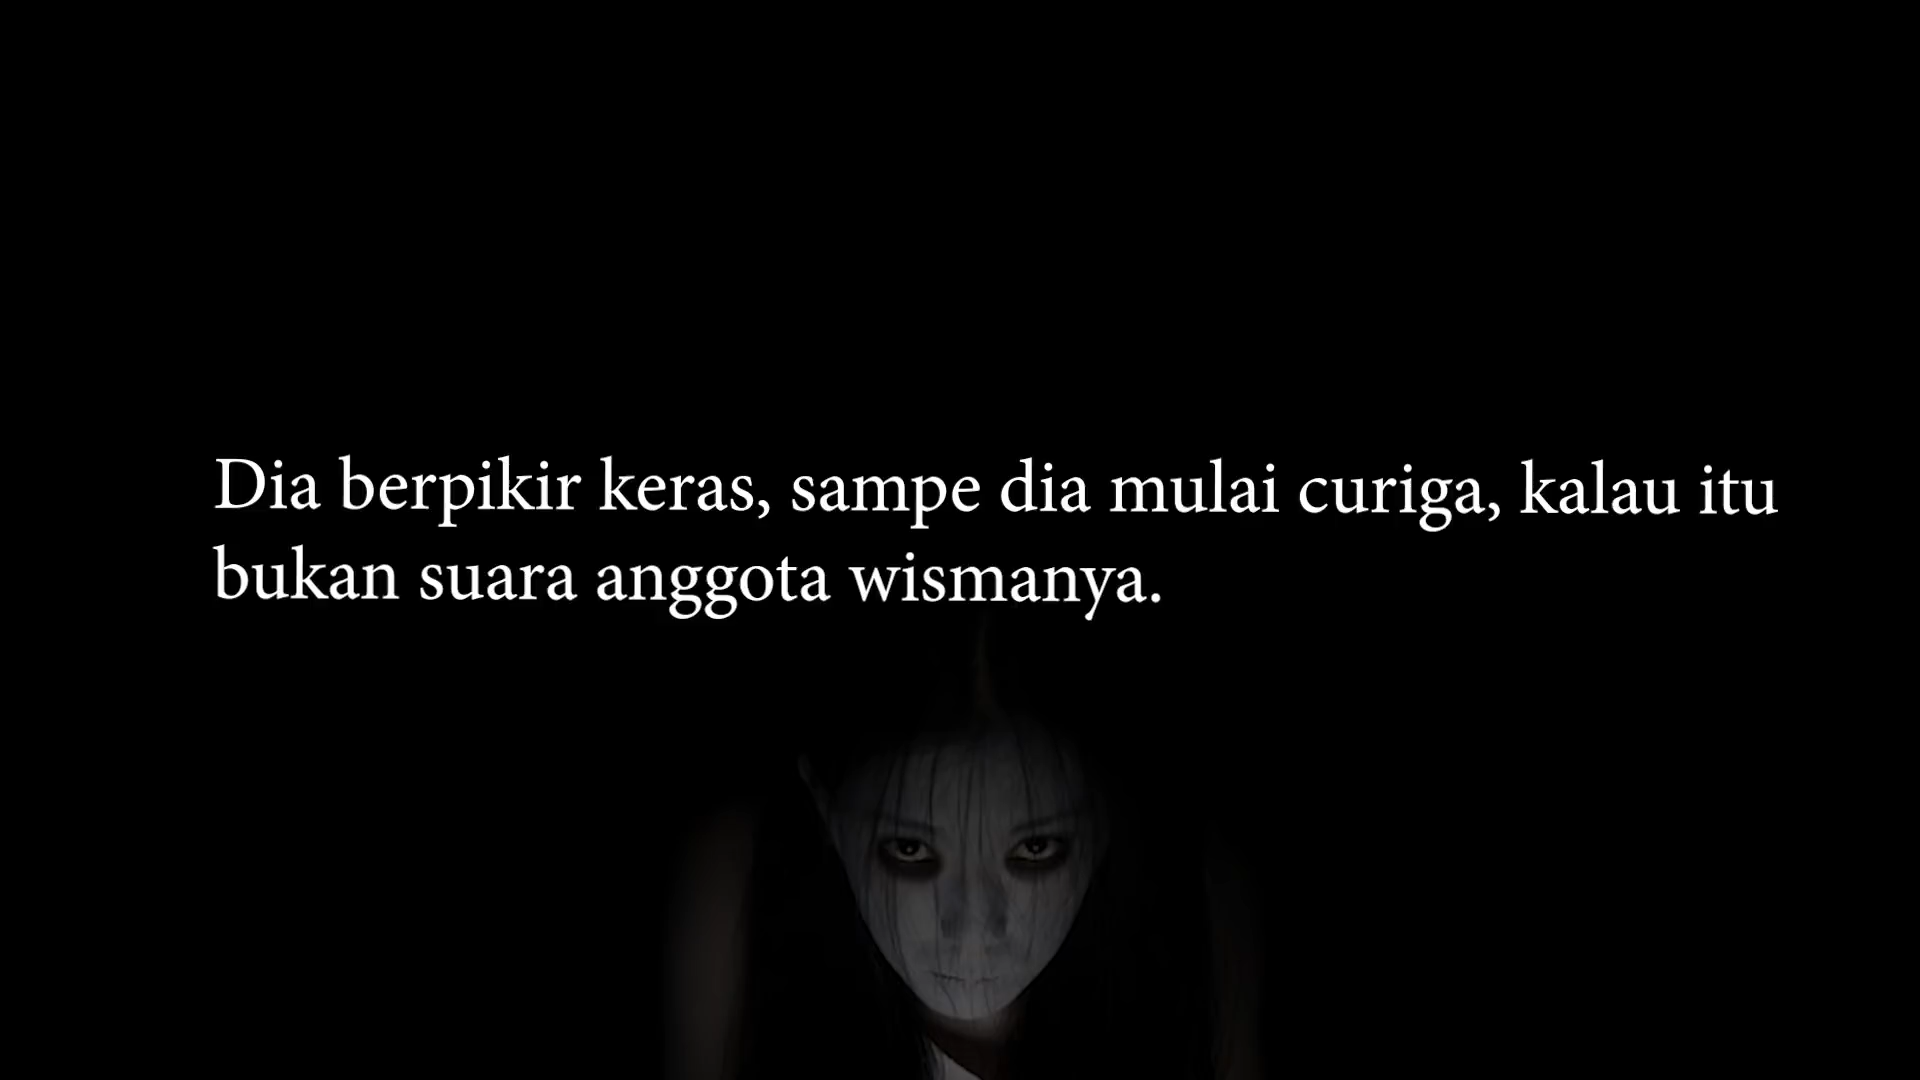 Dia berpikir keras, sampe dia mulai curiga, kalau itu
bukan suara anggota wismanya.